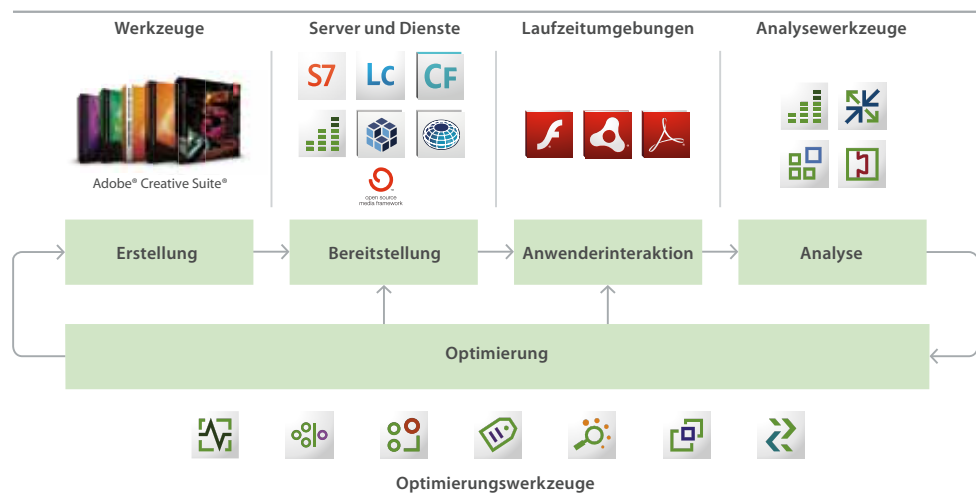 Werkzeuge
Server und Dienste
Laufzeitumgebungen
Analysewerkzeuge
S7
LC
CF
Adobe® Creative Suite®
open source
media framework
Erstellung
Bereitstellung
Anwenderinteraktion
Analyse
Optimierung
Optimierungswerkzeuge